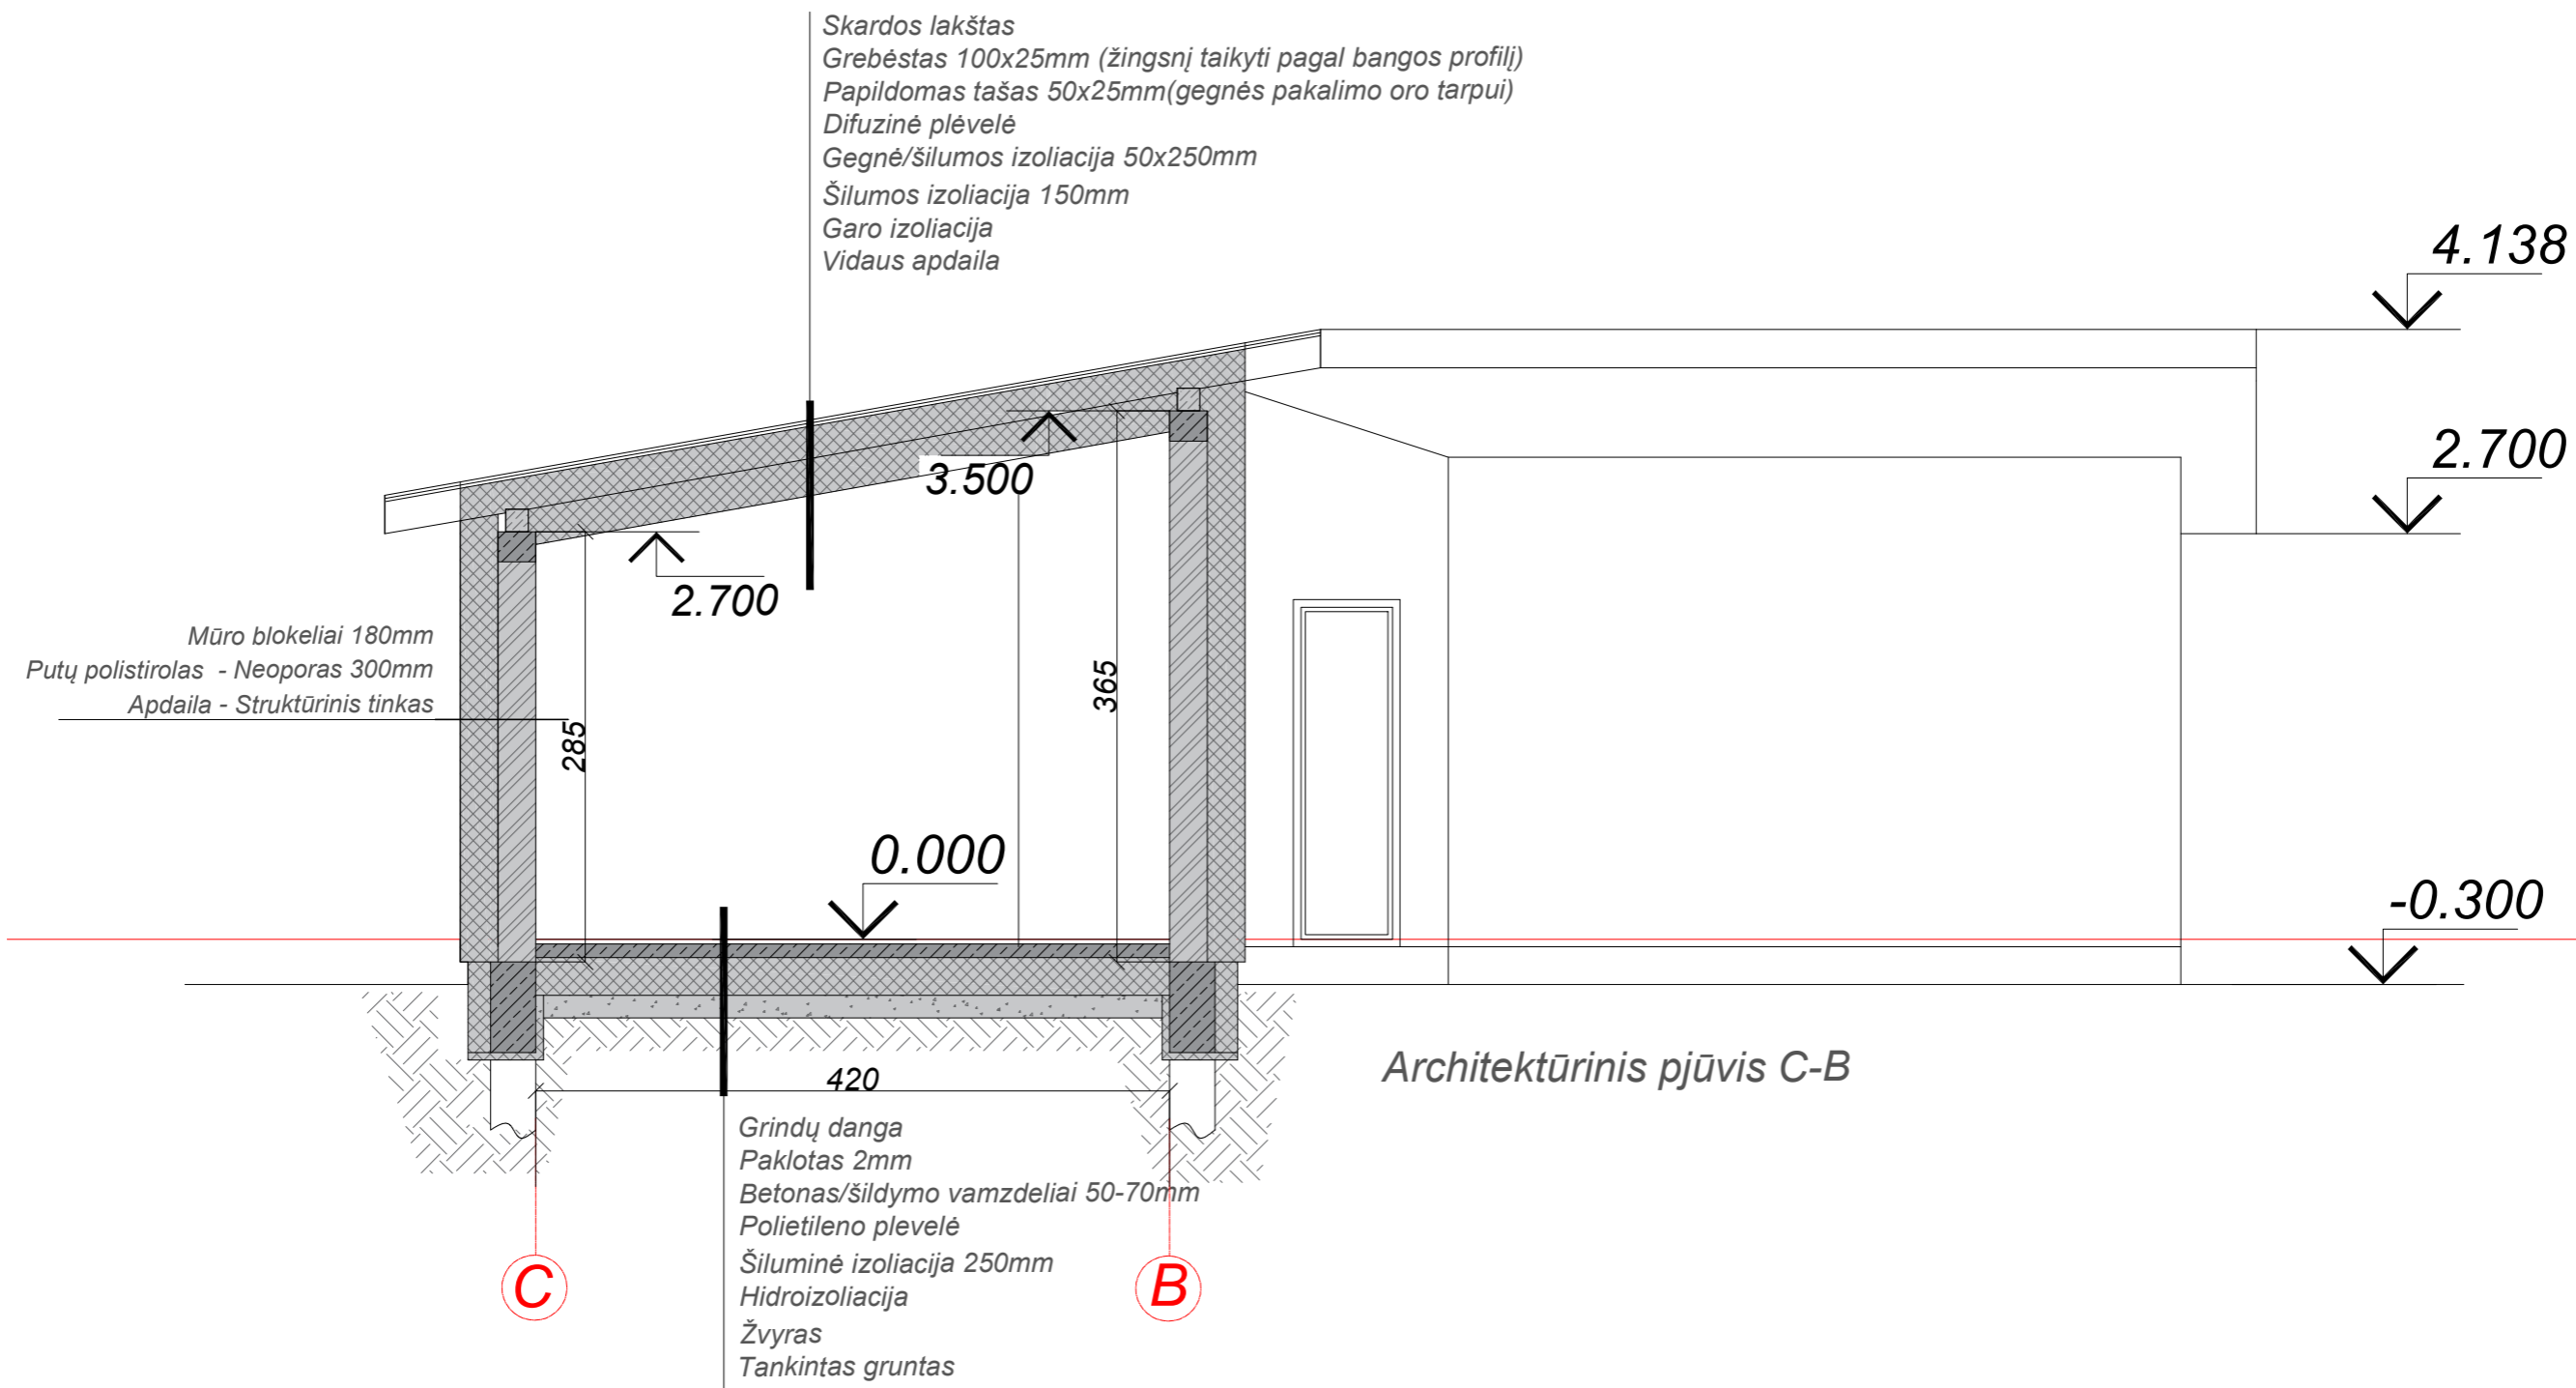 Skardos lakštas
Grebėstas 100x25mm (žingsnį taikyti pagal bangos profilį)
Papildomas tašas 50x25mm(gegnės pakalimo oro tarpui)
Difuzinė plėvelė
Gegnė/šilumos izoliacija 50x250mm
Šilumos izoliacija 150mm
Garo izoliacija
Vidaus apdaila
4.138
2.700
3.500
2.700
Mūro blokeliai 180mm
Putų polistirolas - Neoporas 300mm
Apdaila - Struktūrinis tinkas
285
365
0.000
-0.300
Architektūrinis pjūvis C-B
420
Grindų danga
Paklotas 2mm
Betonas/šildymo vamzdeliai 50-70mm
Polietileno plevelė
Šiluminė izoliacija 250mm
Hidroizoliacija
Žvyras
Tankintas gruntas
C
B